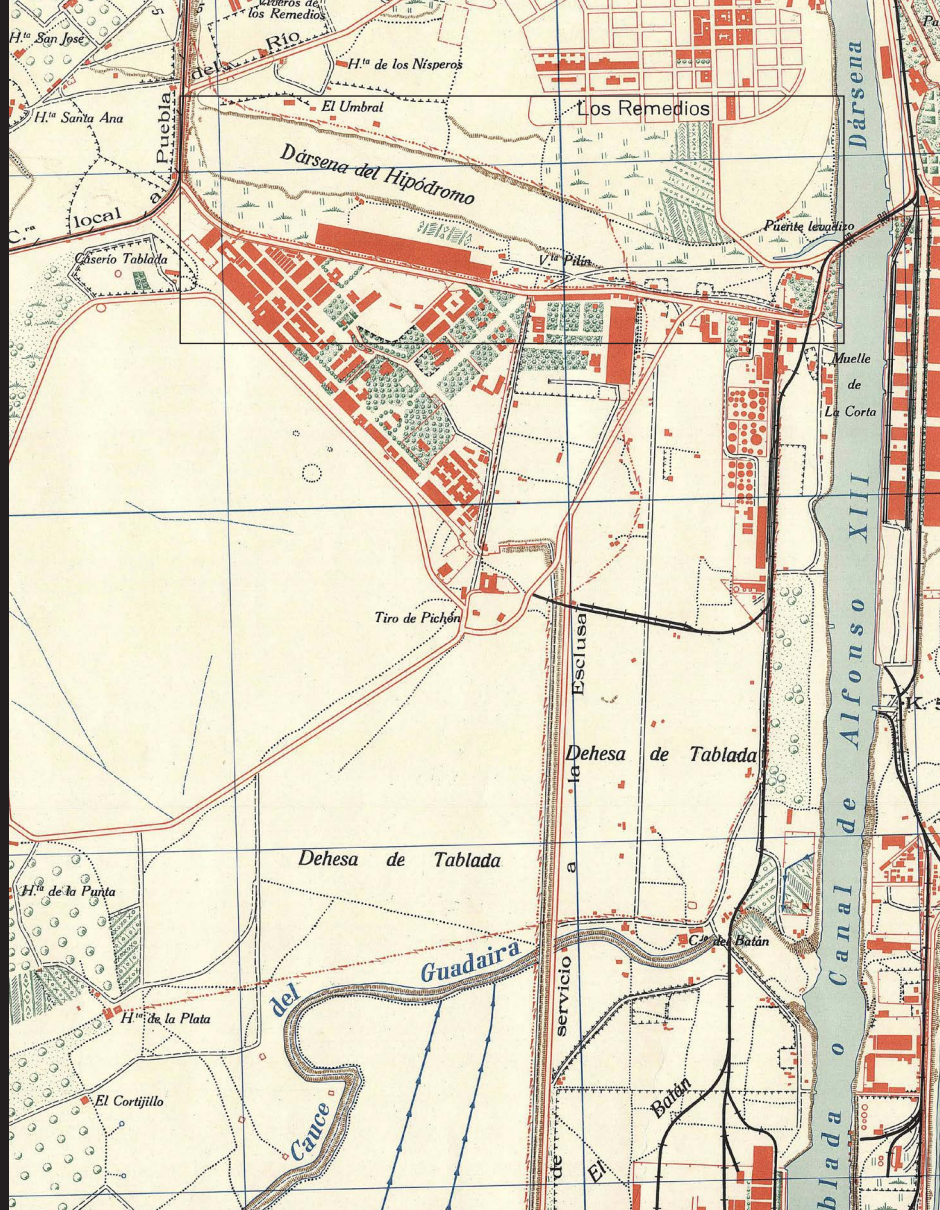 Viveros de
los Remedios
H.ta San José
del Río
H.ta de los Nísperos
El Umbral
Los Remedios
Dársena
H.ta Santa Ana
Puebla
Dársena del Hipódromo
C.ra local a
Puente levadizo
Caserío Tablada
V.ta Pilín
Muelle
de
La Corta
Tiro de Pichón
Esclusa
la
a
servicio
de
Dehesa de Tablada
Dehesa de Tablada
H.ta de la Punta
C.jo del Batán
Cauce del Guadaira
H.ta de la Plata
El Cortijillo
El Batán
blada o Canal de Alfonso XIII